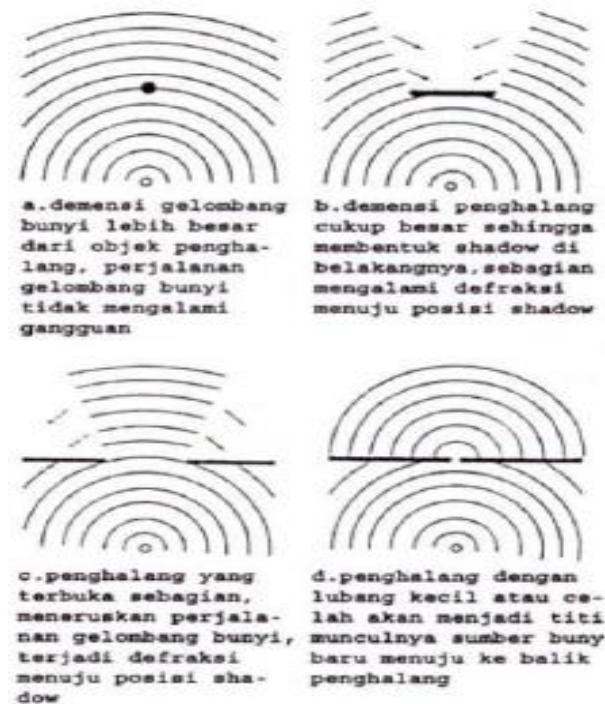 a.demensi gelombang
bunyi lebih besar
dari objek pengha-
lang, perjalanan
gelombang bunyi
tidak mengalami
gangguan
b.demensi penghalang
cukup besar sehingga
membentuk shadow di
belakangnya,sebagian
mengalami defraksi
menuju posisi shadow
c.penghalang yang
terbuka sebagian,
meneruskan perjala-
nan gelombang bunyi,
terjadi defraksi
menuju posisi sha-
dow
d.penghalang dengan
lubang kecil atau ce-
lah akan menjadi titi
munculnya sumber buny
baru menuju ke balik
penghalang